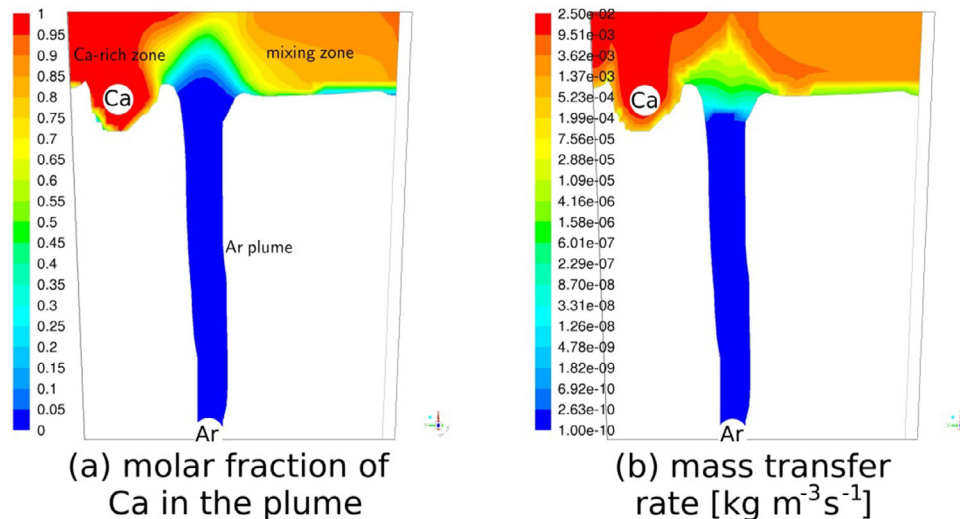 1
0.95
0.9
0.85
0.8
0.75
0.7
0.65
0.6
0.55
0.5
0.45
0.4
0.35
0.3
0.25
0.2
0.15
0.1
0.05
0
Ca-rich zone
mixing zone
Ca
Ar plume
Ar
(a) molar fraction of
Ca in the plume
2.50e-02
9.51e-03
3.62e-03
1.37e-03
5.23e-04
1.99e-04
7.56e-05
2.88e-05
1.09e-05
4.16e-06
1.58e-06
6.01e-07
2.29e-07
8.70e-08
3.31e-08
1.26e-08
4.78e-09
1.82e-09
6.92e-10
2.63e-10
1.00e-10
Ca
Ar
(b) mass transfer
rate [kg m⁻³s⁻¹]